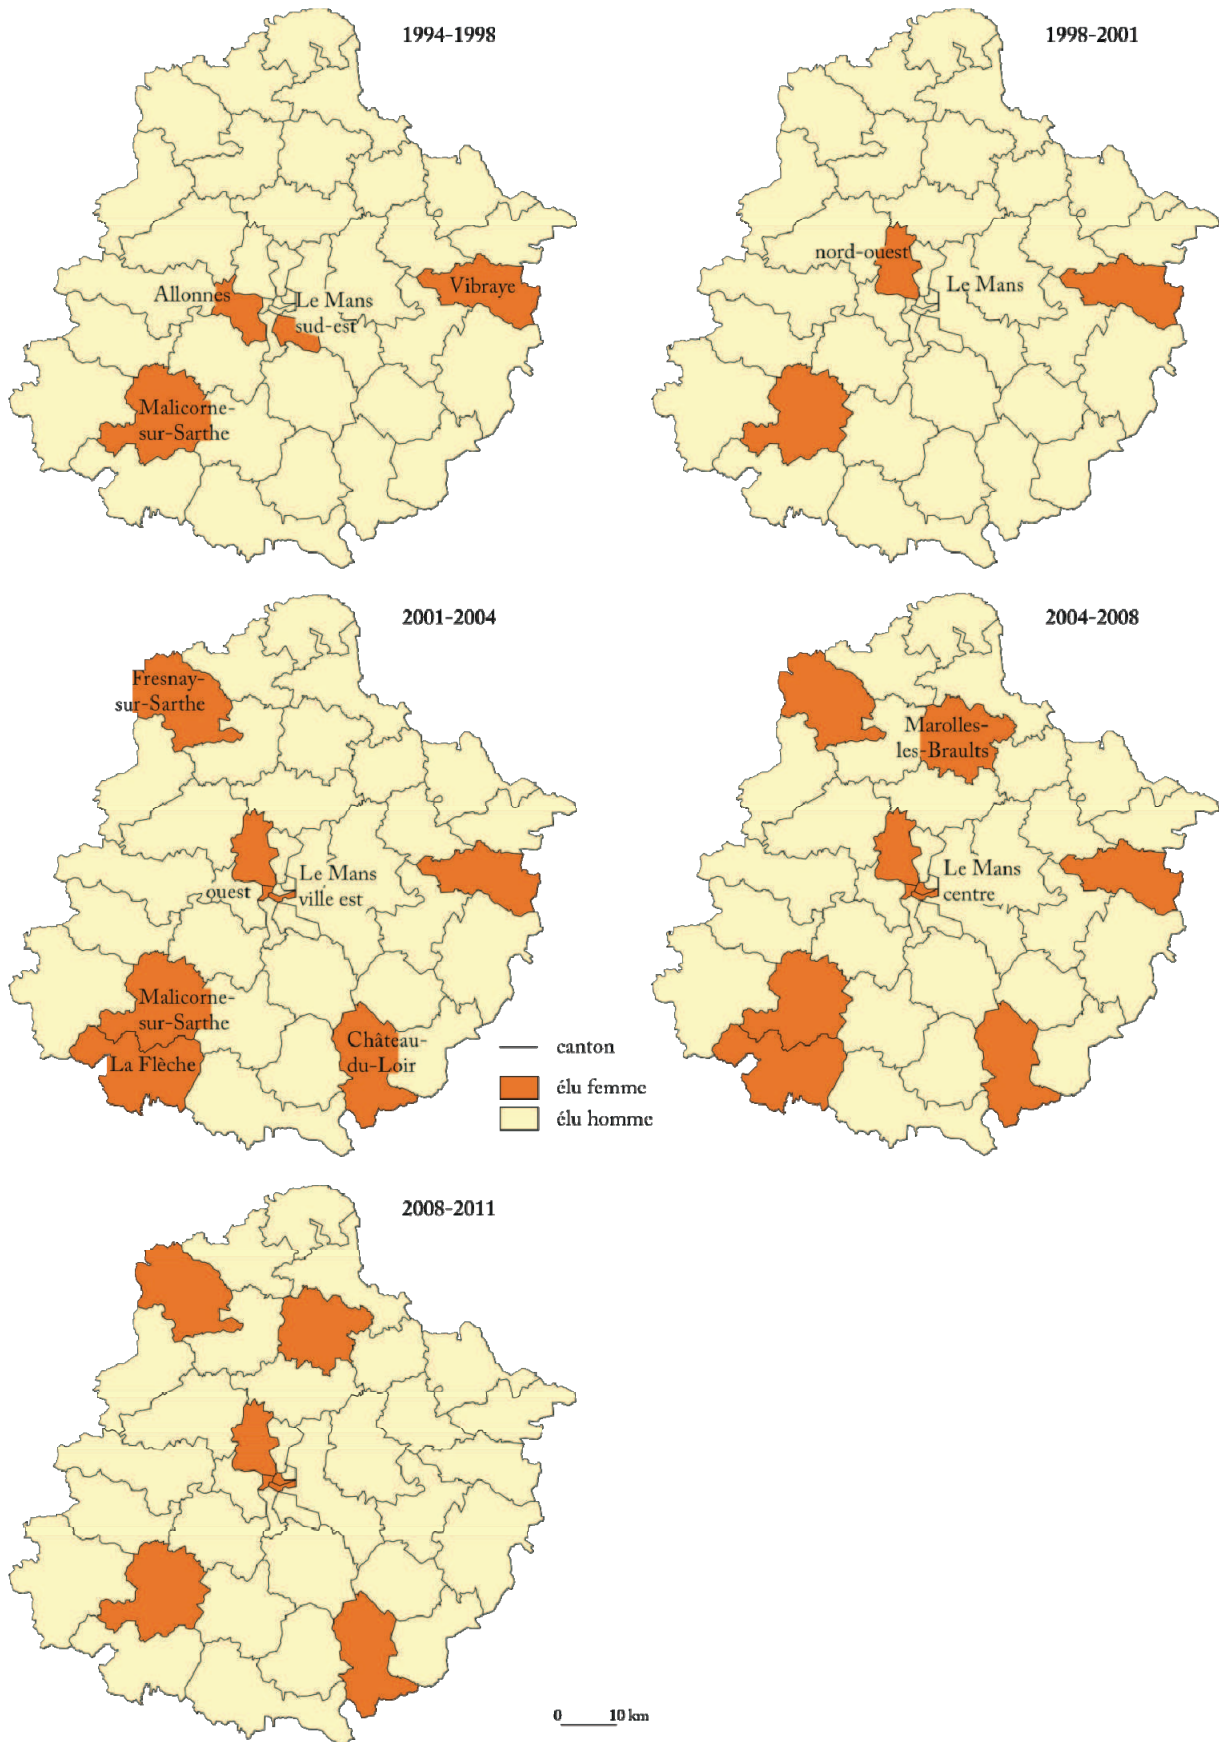 1994-1998
Allonnes
Le Mans
sud-est
Vibraye
Malicorne-
sur-Sarthe
1998-2001
nord-ouest
Le Mans
2001-2004
Fresnay-
sur-Sarthe
ouest
Le Mans
ville est
Malicorne-
sur-Sarthe
La Flèche
Château-
du-Loir
canton
élu femme
élu homme
2004-2008
Marolles-
les-Braults
Le Mans
centre
2008-2011
0 10 km